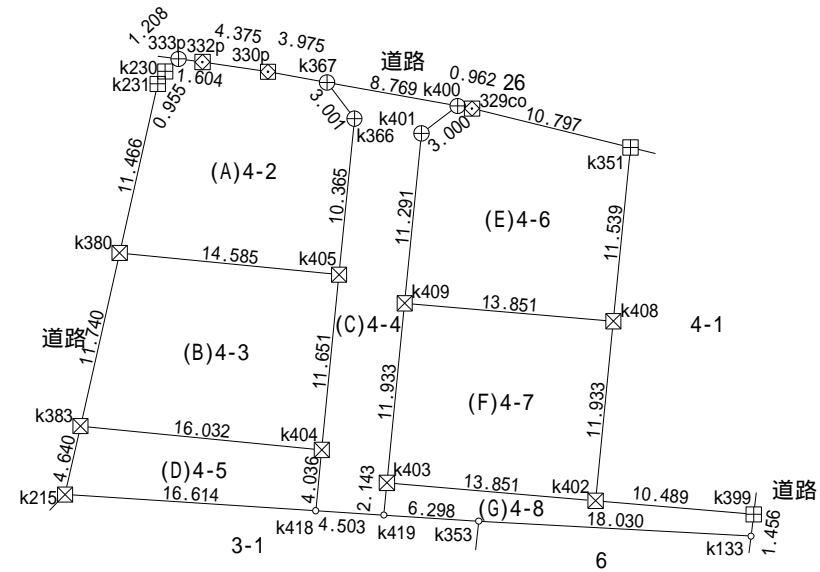 1.208
4.375
3.975
333p
332p
330p
k367
道路
k230
k231
1.604
0.955
8.769
k400
0.962
26
329co
10.797
3.001
k366
k401
3.000
k351
11.466
(A)4-2
10.365
11.291
(E)4-6
11.539
k380
14.585
k405
k409
13.851
k408
道路
11.740
(B)4-3
(C)4-4
11.651
4-1
11.933
(F)4-7
11.933
k383
16.032
k404
4.640
(D)4-5
4.036
k403
2.143
13.851
k402
10.489
k399
道路
k215
16.614
k418
4.503
k419
6.298
k353
(G)4-8
18.030
k133
1.456
3-1
6